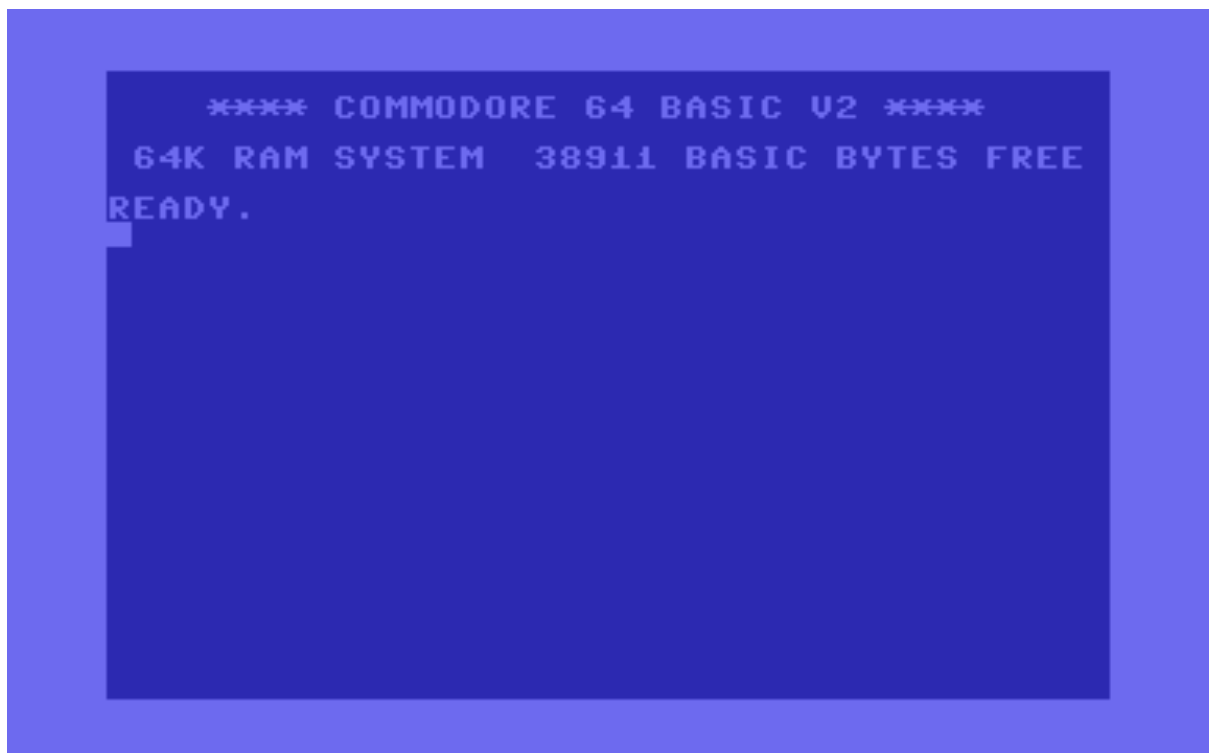 **** COMMODORE 64 BASIC V2 ****
64K RAM SYSTEM  38911 BASIC BYTES FREE
READY.